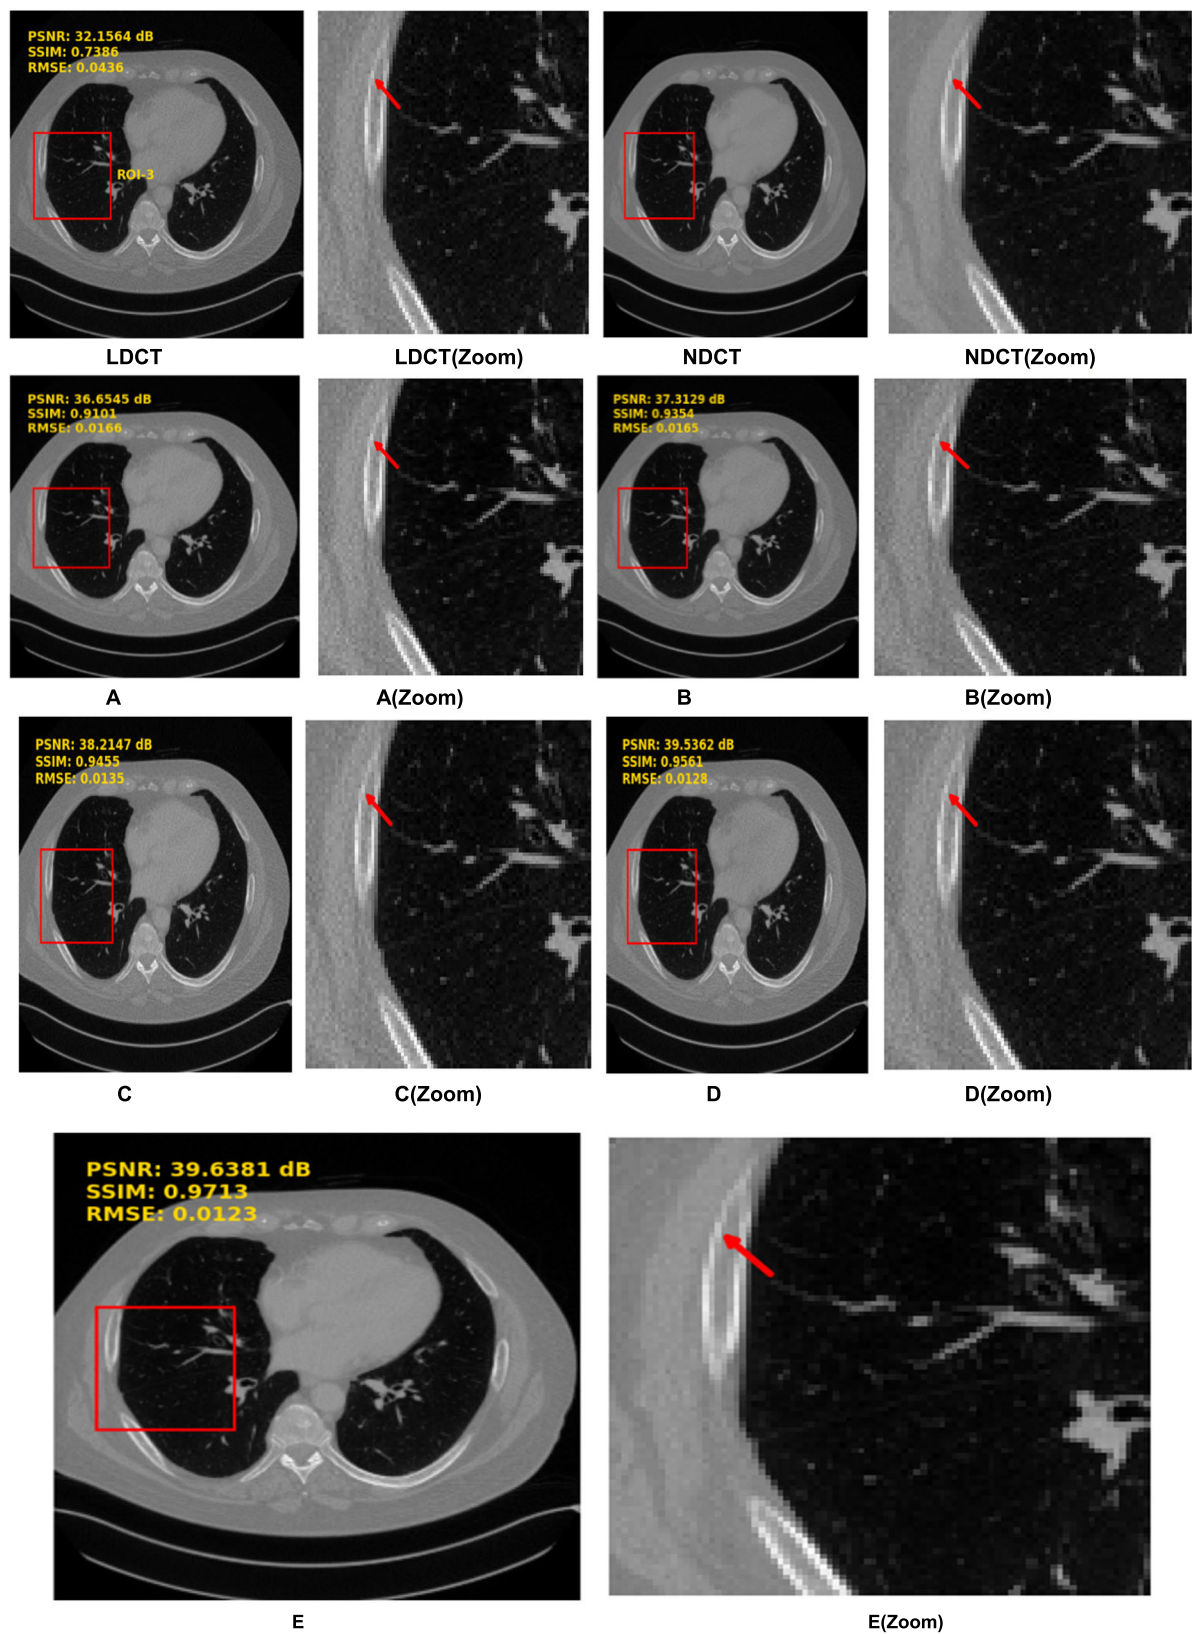 PSNR: 32.1564 dB
SSIM: 0.7386
RMSE: 0.0436
ROI-3
LDCT
LDCT(Zoom)
NDCT
NDCT(Zoom)
PSNR: 36.6545 dB
SSIM: 0.9101
RMSE: 0.0166
PSNR: 37.3129 dB
SSIM: 0.9354
RMSE: 0.0165
A
A(Zoom)
B
B(Zoom)
PSNR: 38.2147 dB
SSIM: 0.9455
RMSE: 0.0135
PSNR: 39.5362 dB
SSIM: 0.9561
RMSE: 0.0128
C
C(Zoom)
D
D(Zoom)
PSNR: 39.6381 dB
SSIM: 0.9713
RMSE: 0.0123
E
E(Zoom)